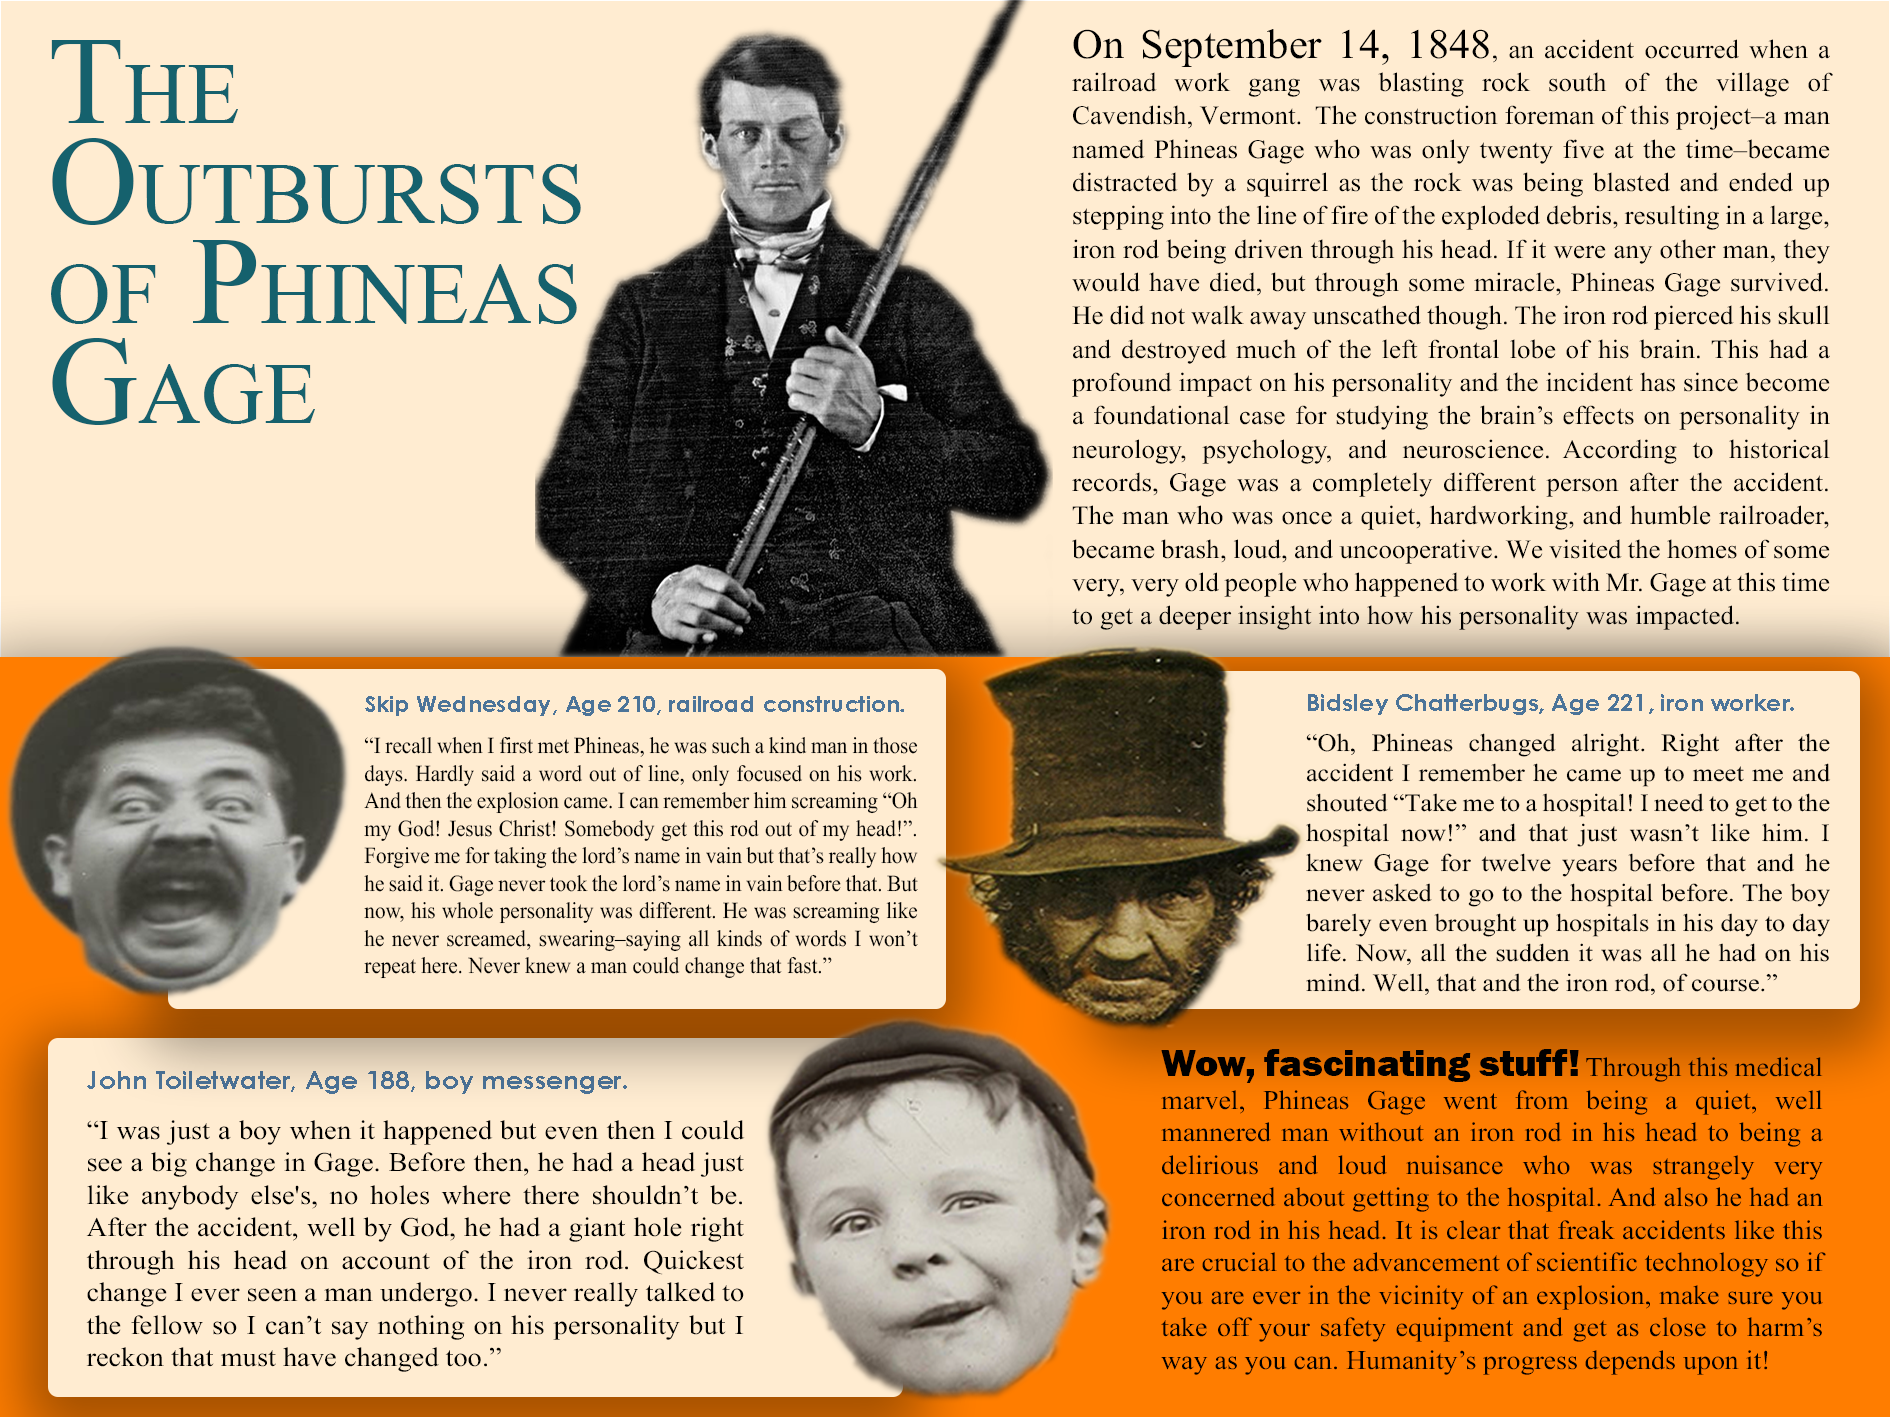 THE
OUTBURSTS
OF PHINEAS
GAGE
On September 14, 1848, an accident occurred when a
railroad work gang was blasting rock south of the village of
Cavendish, Vermont. The construction foreman of this project–a man
named Phineas Gage who was only twenty five at the time–became
distracted by a squirrel as the rock was being blasted and ended up
stepping into the line of fire of the exploded debris, resulting in a large,
iron rod being driven through his head. If it were any other man, they
would have died, but through some miracle, Phineas Gage survived.
He did not walk away unscathed though. The iron rod pierced his skull
and destroyed much of the left frontal lobe of his brain. This had a
profound impact on his personality and the incident has since become
a foundational case for studying the brain’s effects on personality in
neurology, psychology, and neuroscience. According to historical
records, Gage was a completely different person after the accident.
The man who was once a quiet, hardworking, and humble railroader,
became brash, loud, and uncooperative. We visited the homes of some
very, very old people who happened to work with Mr. Gage at this time
to get a deeper insight into how his personality was impacted.
Skip Wednesday, Age 210, railroad construction.
“I recall when I first met Phineas, he was such a kind man in those
days. Hardly said a word out of line, only focused on his work.
And then the explosion came. I can remember him screaming “Oh
my God! Jesus Christ! Somebody get this rod out of my head!”.
Forgive me for taking the lord’s name in vain but that’s really how
he said it. Gage never took the lord’s name in vain before that. But
now, his whole personality was different. He was screaming like
he never screamed, swearing–saying all kinds of words I won’t
repeat here. Never knew a man could change that fast.”
Bidsley Chatterbugs, Age 221, iron worker.
“Oh, Phineas changed alright. Right after the
accident I remember he came up to meet me and
shouted “Take me to a hospital! I need to get to the
hospital now!” and that just wasn’t like him. I
knew Gage for twelve years before that and he
never asked to go to the hospital before. The boy
barely even brought up hospitals in his day to day
life. Now, all the sudden it was all he had on his
mind. Well, that and the iron rod, of course.”
John Toiletwater, Age 188, boy messenger.
“I was just a boy when it happened but even then I could
see a big change in Gage. Before then, he had a head just
like anybody else's, no holes where there shouldn’t be.
After the accident, well by God, he had a giant hole right
through his head on account of the iron rod. Quickest
change I ever seen a man undergo. I never really talked to
the fellow so I can’t say nothing on his personality but I
reckon that must have changed too.”
Wow, fascinating stuff! Through this medical
marvel, Phineas Gage went from being a quiet, well
mannered man without an iron rod in his head to being a
delirious and loud nuisance who was strangely very
concerned about getting to the hospital. And also he had an
iron rod in his head. It is clear that freak accidents like this
are crucial to the advancement of scientific technology so if
you are ever in the vicinity of an explosion, make sure you
take off your safety equipment and get as close to harm’s
way as you can. Humanity’s progress depends upon it!